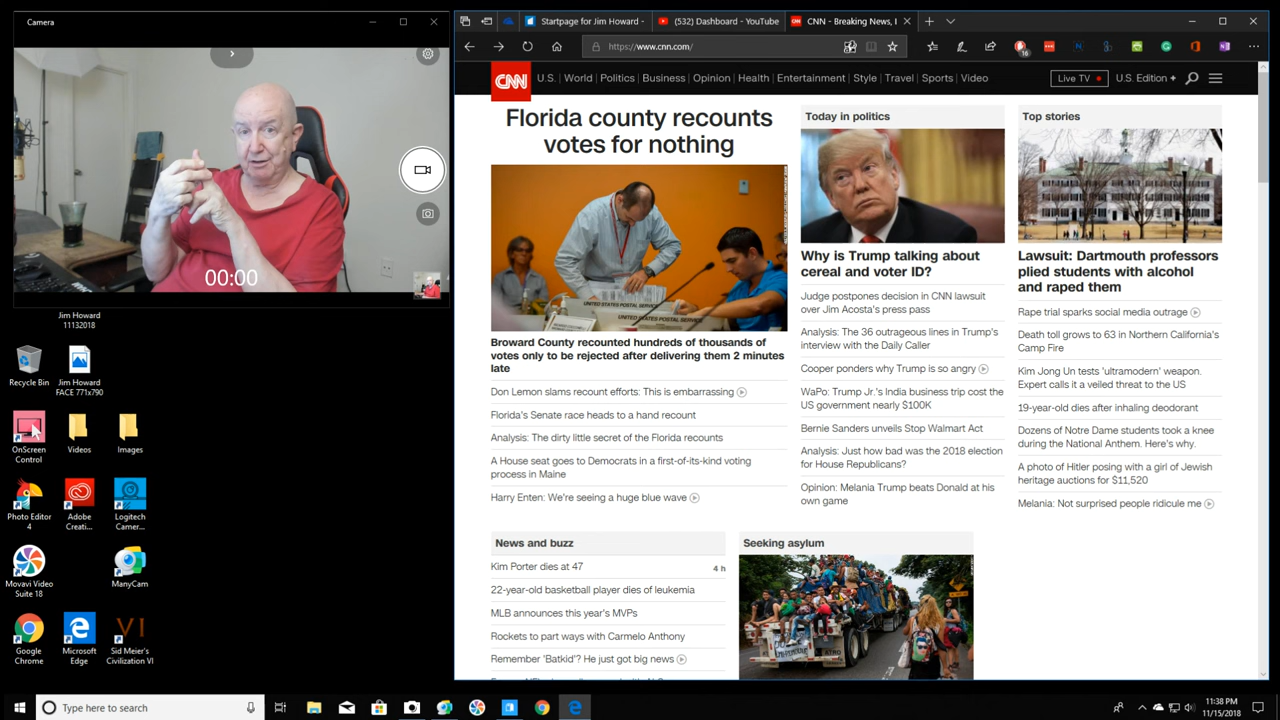 Camera
00:00
Jim Howard
11132018
Recycle Bin
Jim Howard
FACE 771x790
OnScreen
Control
Videos
Images
Photo Editor
4
Adobe
Creati...
Logitech
Camer...
Movavi Video
Suite 18
ManyCam
Google
Chrome
Microsoft
Edge
VI
Sid Meier's
Civilization VI
Startpage for Jim Howard -
(532) Dashboard - YouTube
CNN - Breaking News, I
https://www.cnn.com/
16
CNN
U.S.
World
Politics
Business
Opinion
Health
Entertainment
Style
Travel
Sports
Video
Live TV
U.S. Edition +
Florida county recounts
votes for nothing
UNITED STATES POSTAL SERVICE
UNITED STATES POSTAL SERVICE
Broward County recounted hundreds of thousands of
votes only to be rejected after delivering them 2 minutes
late
Don Lemon slams recount efforts: This is embarrassing
Florida's Senate race heads to a hand recount
Analysis: The dirty little secret of the Florida recounts
A House seat goes to Democrats in a first-of-its-kind voting
process in Maine
Harry Enten: We're seeing a huge blue wave
Today in politics
Why is Trump talking about
cereal and voter ID?
Judge postpones decision in CNN lawsuit
over Jim Acosta's press pass
Analysis: The 36 outrageous lines in Trump's
interview with the Daily Caller
Cooper ponders why Trump is so angry
WaPo: Trump Jr.'s India business trip cost the
US government nearly $100K
Bernie Sanders unveils Stop Walmart Act
Analysis: Just how bad was the 2018 election
for House Republicans?
Opinion: Melania Trump beats Donald at his
own game
Top stories
Lawsuit: Dartmouth professors
plied students with alcohol
and raped them
Rape trial sparks social media outrage
Death toll grows to 63 in Northern California's
Camp Fire
Kim Jong Un tests 'ultramodern' weapon.
Expert calls it a veiled threat to the US
19-year-old dies after inhaling deodorant
Dozens of Notre Dame students took a knee
during the National Anthem. Here's why.
A photo of Hitler posing with a girl of Jewish
heritage auctions for $11,520
Melania: Not surprised people ridicule me
News and buzz
Kim Porter dies at 47
4 h
22-year-old basketball player dies of leukemia
MLB announces this year's MVPs
Rockets to part ways with Carmelo Anthony
Remember 'Batkid'? He just got big news
Seeking asylum
Type here to search
11:38 PM
11/15/2018